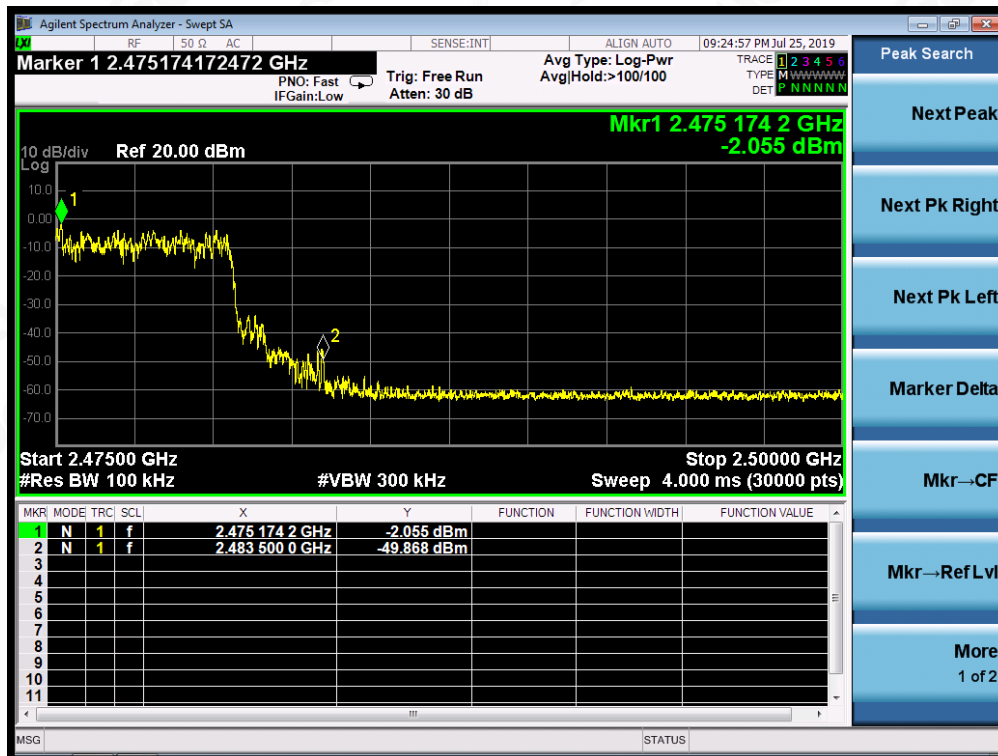 Agilent Spectrum Analyzer - Swept SA
LXI RF 50 Ω AC SENSE:INT ALIGN AUTO 09:24:57 PM Jul 25, 2019
Marker 1 2.475174172472 GHz
PNO: Fast
IFGain:Low
Trig: Free Run
Atten: 30 dB
Avg Type: Log-Pwr
Avg|Hold:>100/100
TRACE 1 2 3 4 5 6
TYPE M WWWWW
DET P N N N N N
Mkr1 2.475 174 2 GHz
-2.055 dBm
10 dB/div Ref 20.00 dBm
Log
10.0
0.00
-10.0
-20.0
-30.0
-40.0
-50.0
-60.0
-70.0
1
2
Start 2.47500 GHz Stop 2.50000 GHz
#Res BW 100 kHz #VBW 300 kHz Sweep 4.000 ms (30000 pts)
MKR MODE TRC SCL X Y FUNCTION FUNCTION WIDTH FUNCTION VALUE
1 N 1 f 2.475 174 2 GHz -2.055 dBm
2 N 1 f 2.483 500 0 GHz -49.868 dBm
3
4
5
6
7
8
9
10
11
MSG STATUS
Peak Search
Next Peak
Next Pk Right
Next Pk Left
Marker Delta
Mkr→CF
Mkr→Ref Lvl
More
1 of 2